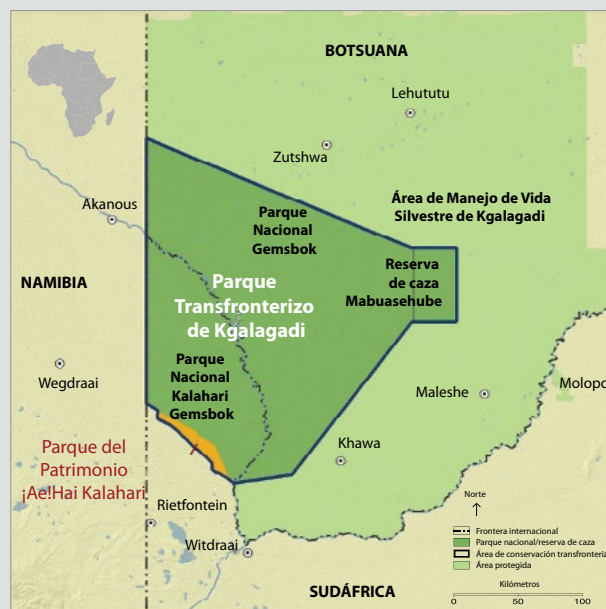 BOTSUANA
Lehututu
Zutshwa
Akanous
Área de Manejo de Vida
Silvestre de Kgalagadi
Parque
Nacional
Gemsbok
Reserva
de caza
Mabuasehube
NAMIBIA
Parque
Transfronterizo
de Kgalagadi
Parque
Nacional
Kalahari
Gemsbok
Wegdraai
Maleshe
Molopo
Parque del
Patrimonio
¡Ae!Hai Kalahari
Khawa
Rietfontein
Witdraai
SUDÁFRICA
Norte
Frontera internacional
Parque nacional/reserva de caza
Área de conservación transfronteriz
Área protegida
Kilómetros
0 50 100